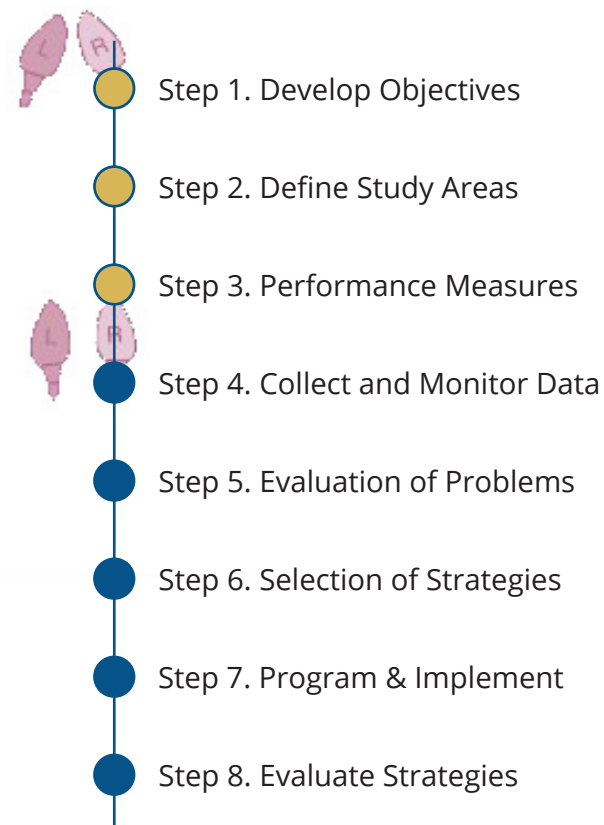 L R
Step 1. Develop Objectives
Step 2. Define Study Areas
Step 3. Performance Measures
L R
Step 4. Collect and Monitor Data
Step 5. Evaluation of Problems
Step 6. Selection of Strategies
Step 7. Program & Implement
Step 8. Evaluate Strategies